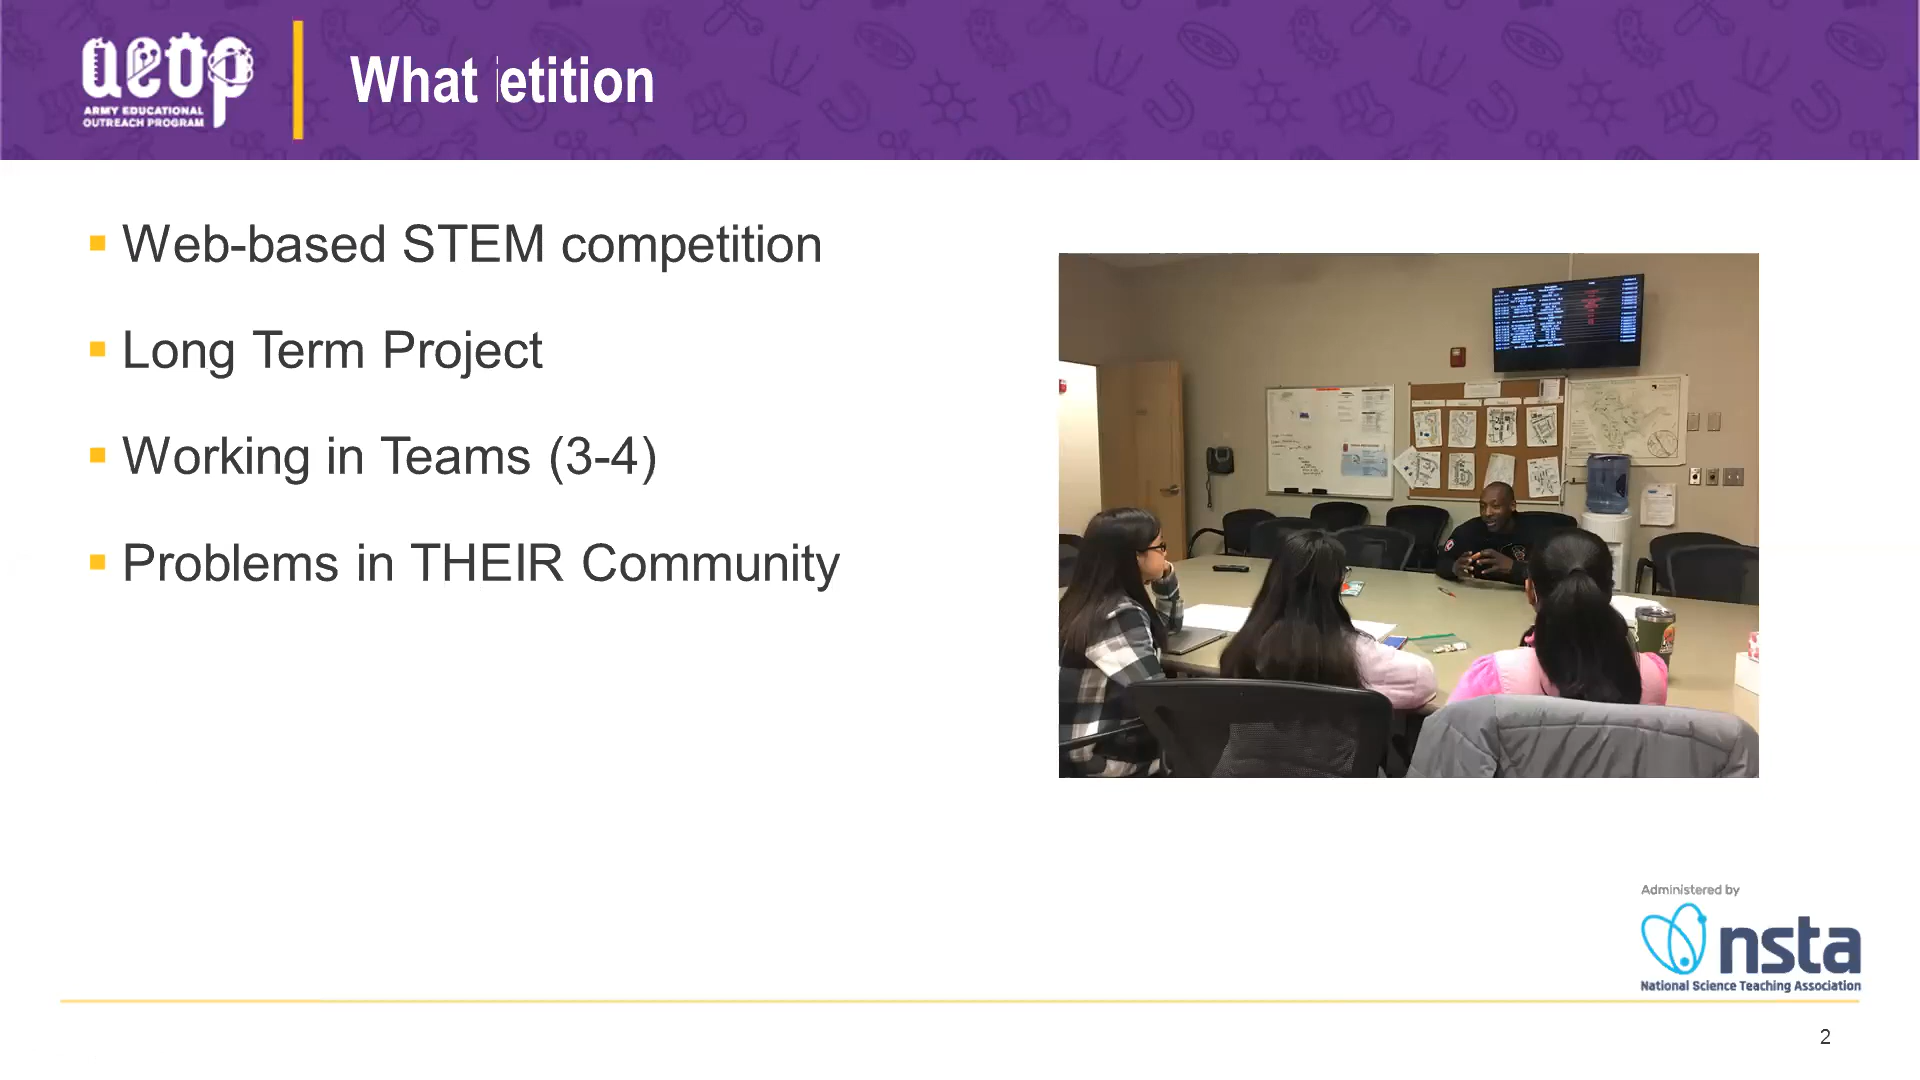 aeop
ARMY EDUCATIONAL
OUTREACH PROGRAM
What etition
Web-based STEM competition
Long Term Project
Working in Teams (3-4)
Problems in THEIR Community
Administered by
nsta
National Science Teaching Association
2